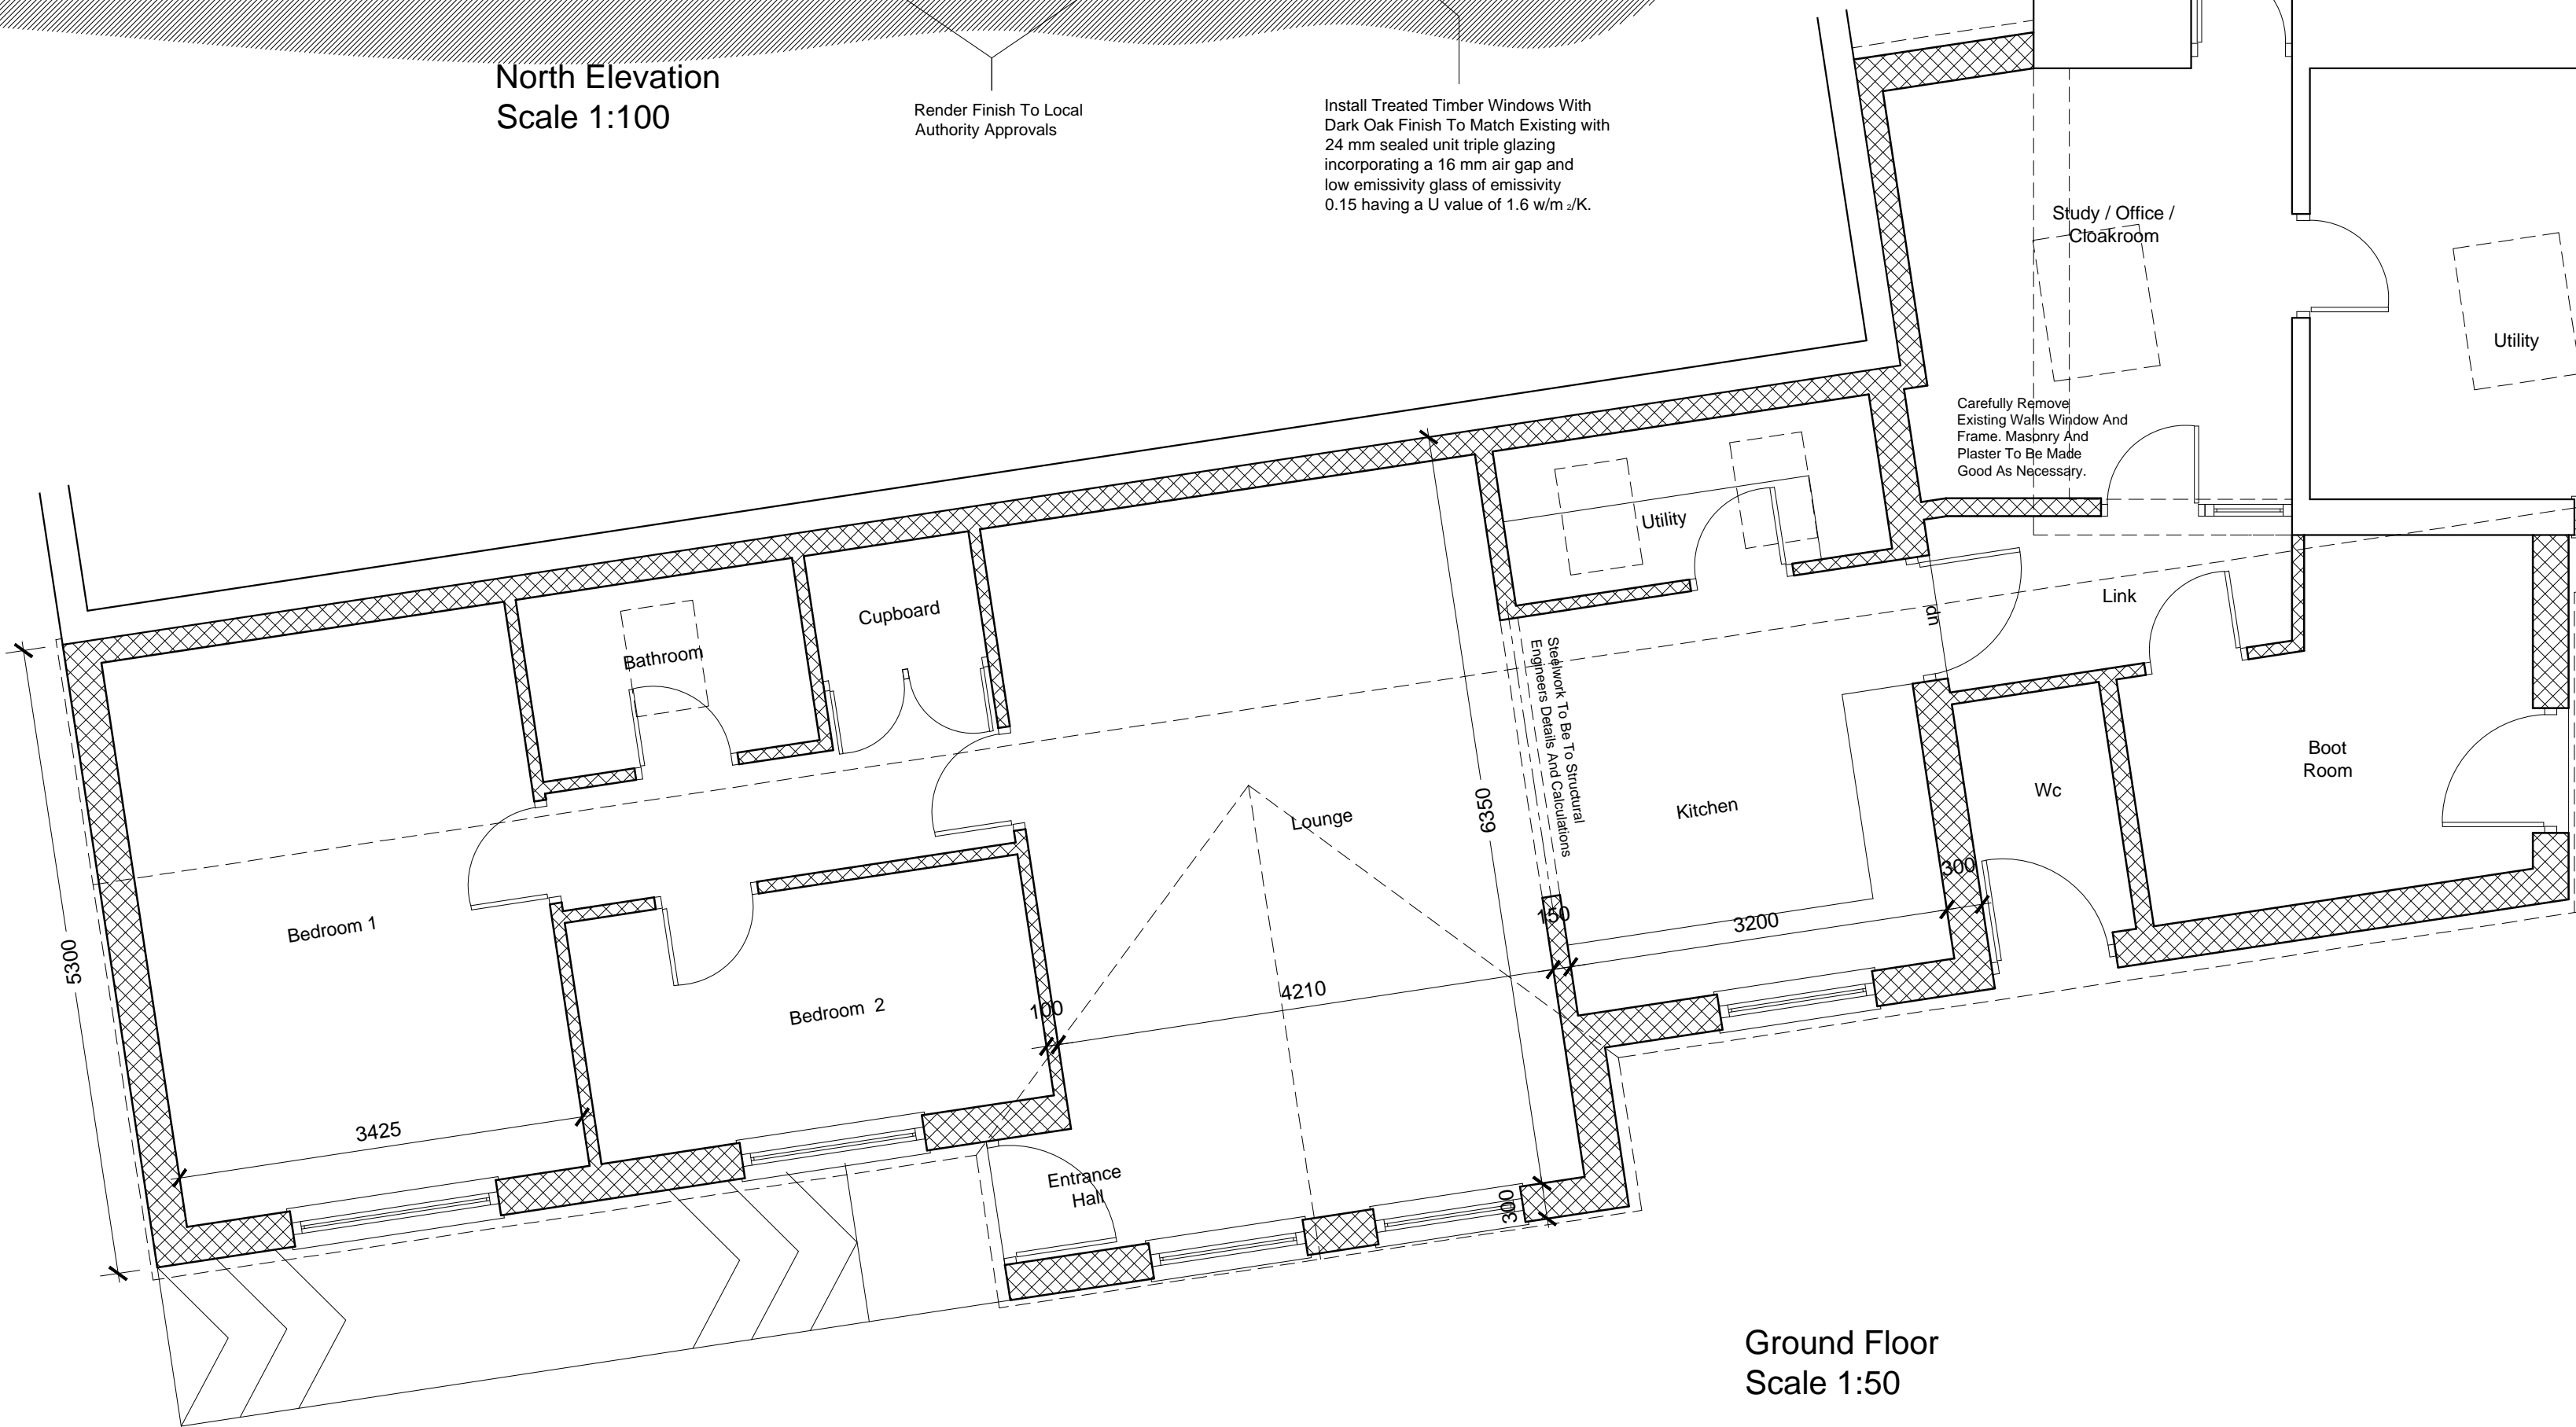 North Elevation
Scale 1:100
Render Finish To Local
Authority Approvals
Install Treated Timber Windows With
Dark Oak Finish To Match Existing with
24 mm sealed unit triple glazing
incorporating a 16 mm air gap and
low emissivity glass of emissivity
0.15 having a U value of 1.6 w/m 2/K.
Study / Office /
Cloakroom
Utility
Carefully Remove
Existing Walls Window And
Frame. Masonry And
Plaster To Be Made
Good As Necessary.
Utility
Cupboard
Bathroom
Link
up
Steelwork To Be To Structural
Engineers Details And Calculations
Boot
Room
Wc
Kitchen
Lounge
6350
300
150
3200
Bedroom 1
5300
4210
100
Bedroom 2
3425
Entrance
Hall
300
Ground Floor
Scale 1:50